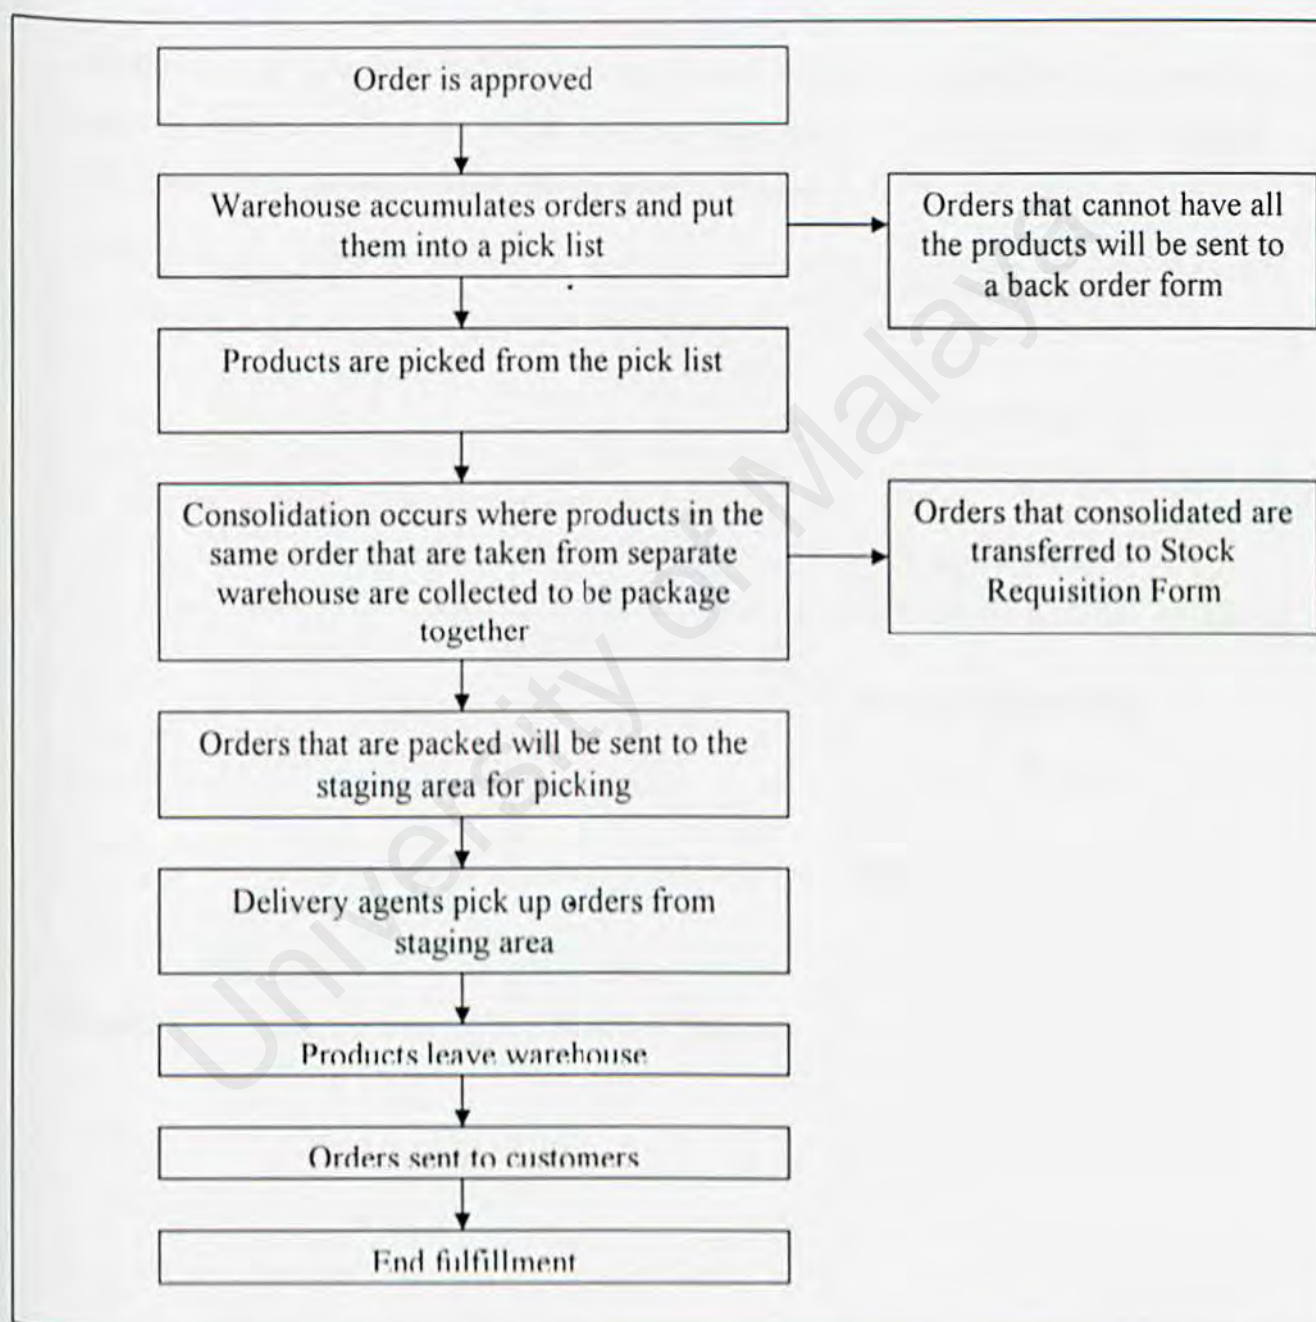 Order is approved
Warehouse accumulates orders and put
them into a pick list
Orders that cannot have all
the products will be sent to
a back order form
Products are picked from the pick list
Consolidation occurs where products in the
same order that are taken from separate
warehouse are collected to be package
together
Orders that consolidated are
transferred to Stock
Requisition Form
Orders that are packed will be sent to the
staging area for picking
Delivery agents pick up orders from
staging area
Products leave warehouse
Orders sent to customers
End fulfillment
University of Malaya